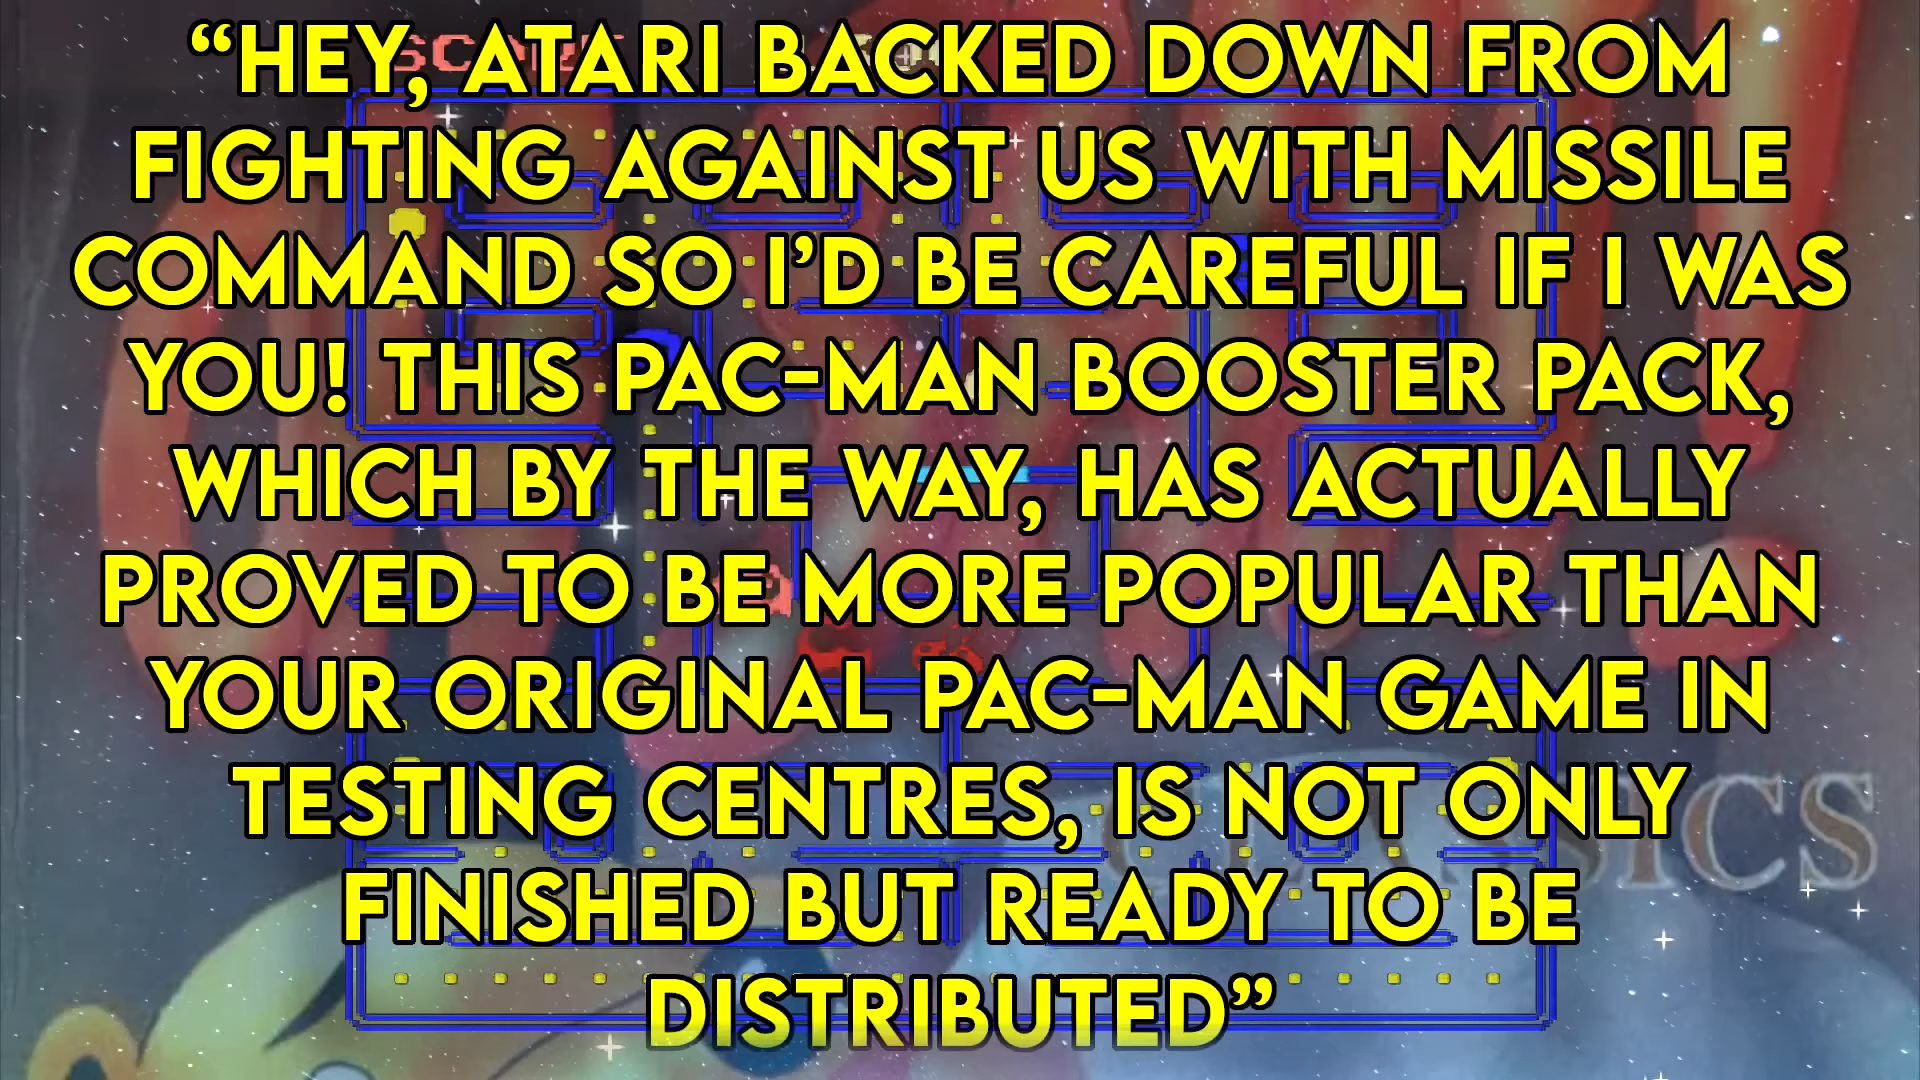 SCORE
“HEY, ATARI BACKED DOWN FROM
FIGHTING AGAINST US WITH MISSILE
COMMAND SO I’D BE CAREFUL IF I WAS
YOU! THIS PAC-MAN BOOSTER PACK,
WHICH BY THE WAY, HAS ACTUALLY
PROVED TO BE MORE POPULAR THAN
YOUR ORIGINAL PAC-MAN GAME IN
TESTING CENTRES, IS NOT ONLY
FINISHED BUT READY TO BE
DISTRIBUTED”